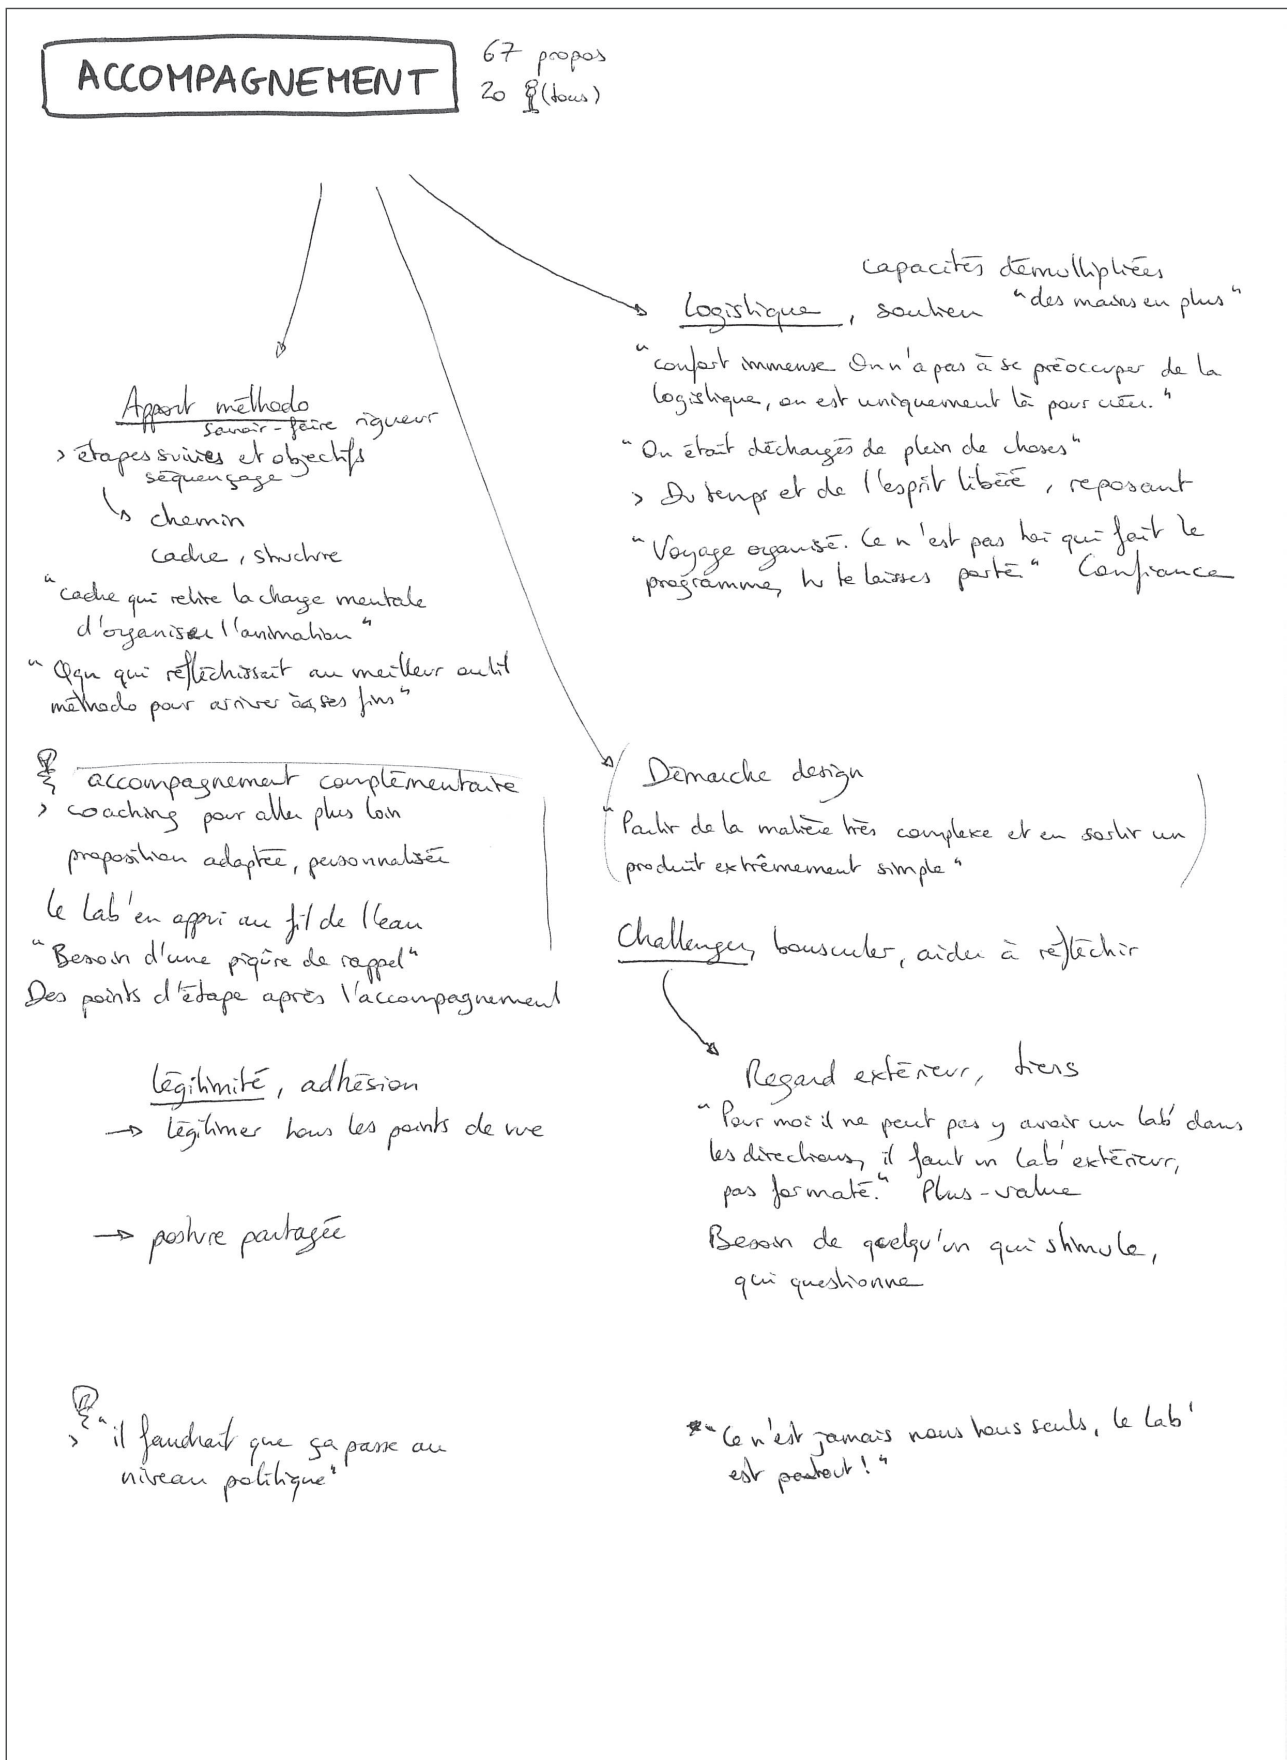 ACCOMPAGNEMENT
67 propos
20 (tous)
Apport méthodo
savoir-faire rigueur
> étapes suivies et objectifs
séquençage
↳ chemin
cadre, structure
"cadre qui retire la charge mentale
d'organiser l'animation"
"Qqn qui réfléchissait au meilleur outil
méthodo pour arriver à ses fins"
accompagnement complémentaire
> coaching pour aller plus loin
proposition adaptée, personnalisée
le Lab' en appui au fil de l'eau
"Besoin d'une piqûre de rappel"
Des points d'étape après l'accompagnement
légitimité, adhésion
→ légitimer tous les points de vue
→ posture partagée
> "il faudrait que ça passe au
niveau politique"
capacités démultipliées
logistique, soutien "des mains en plus"
"confort immense On n'a pas à se préoccuper de la
logistique, on est uniquement là pour créer."
"On était déchargés de plein de choses"
> Du temps et de l'esprit libéré, reposant
"Voyage organisé. Ce n'est pas toi qui fait le
programme, tu te laisses porté" Confiance
Démarche design
"Partir de la matière très complexe et en sortir un
produit extrêmement simple"
Challenger, bousculer, aider à réfléchir
Regard extérieur, tiers
"Pour moi il ne peut pas y avoir un lab' dans
les directions, il faut un lab' extérieur,
pas formaté." Plus-value
Besoin de quelqu'un qui stimule,
qui questionne
"Ce n'est jamais nous tous seuls, le Lab'
est partout !"